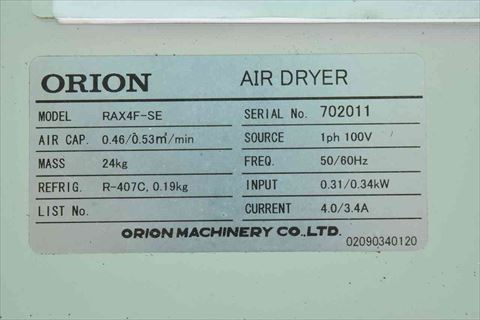 ORION AIR DRYER
MODEL RAX4F-SE SERIAL No. 702011
AIR CAP. 0.46/0.53㎥/min SOURCE 1ph 100V
MASS 24kg FREQ. 50/60Hz
REFRIG. R-407C, 0.19kg INPUT 0.31/0.34kW
LIST No. CURRENT 4.0/3.4A
ORION MACHINERY CO.,LTD. 02090340120